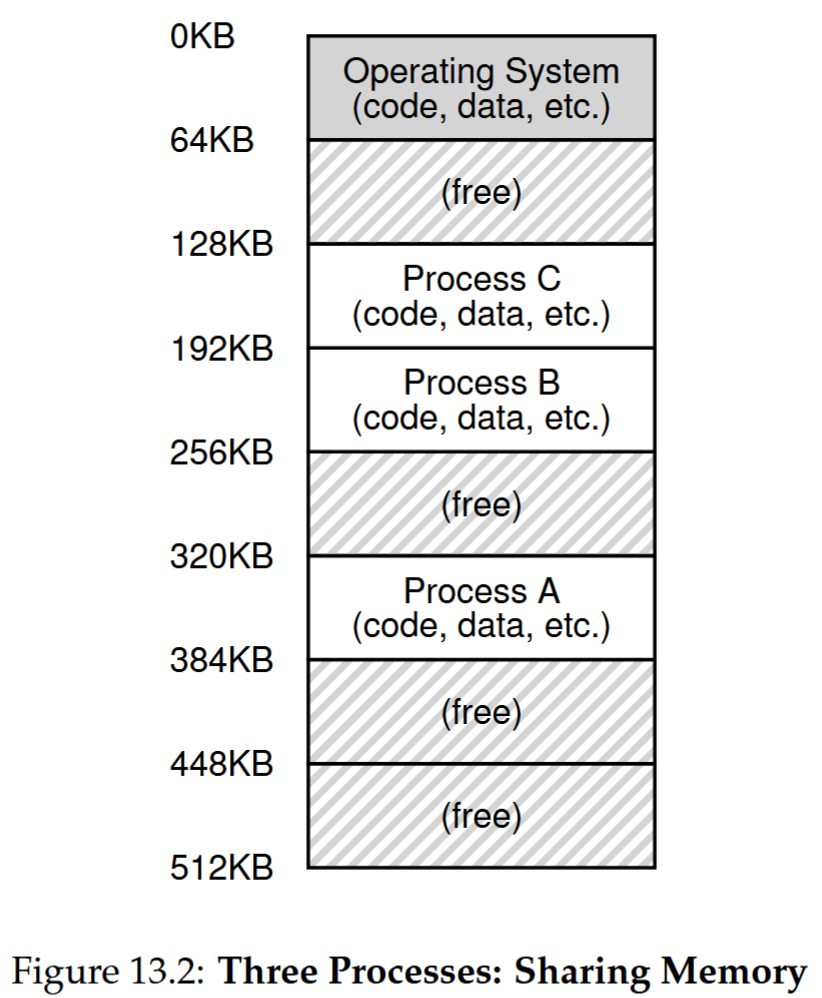 0KB
Operating System
(code, data, etc.)
64KB
(free)
128KB
Process C
(code, data, etc.)
192KB
Process B
(code, data, etc.)
256KB
(free)
320KB
Process A
(code, data, etc.)
384KB
(free)
448KB
(free)
512KB
Figure 13.2: Three Processes: Sharing Memory